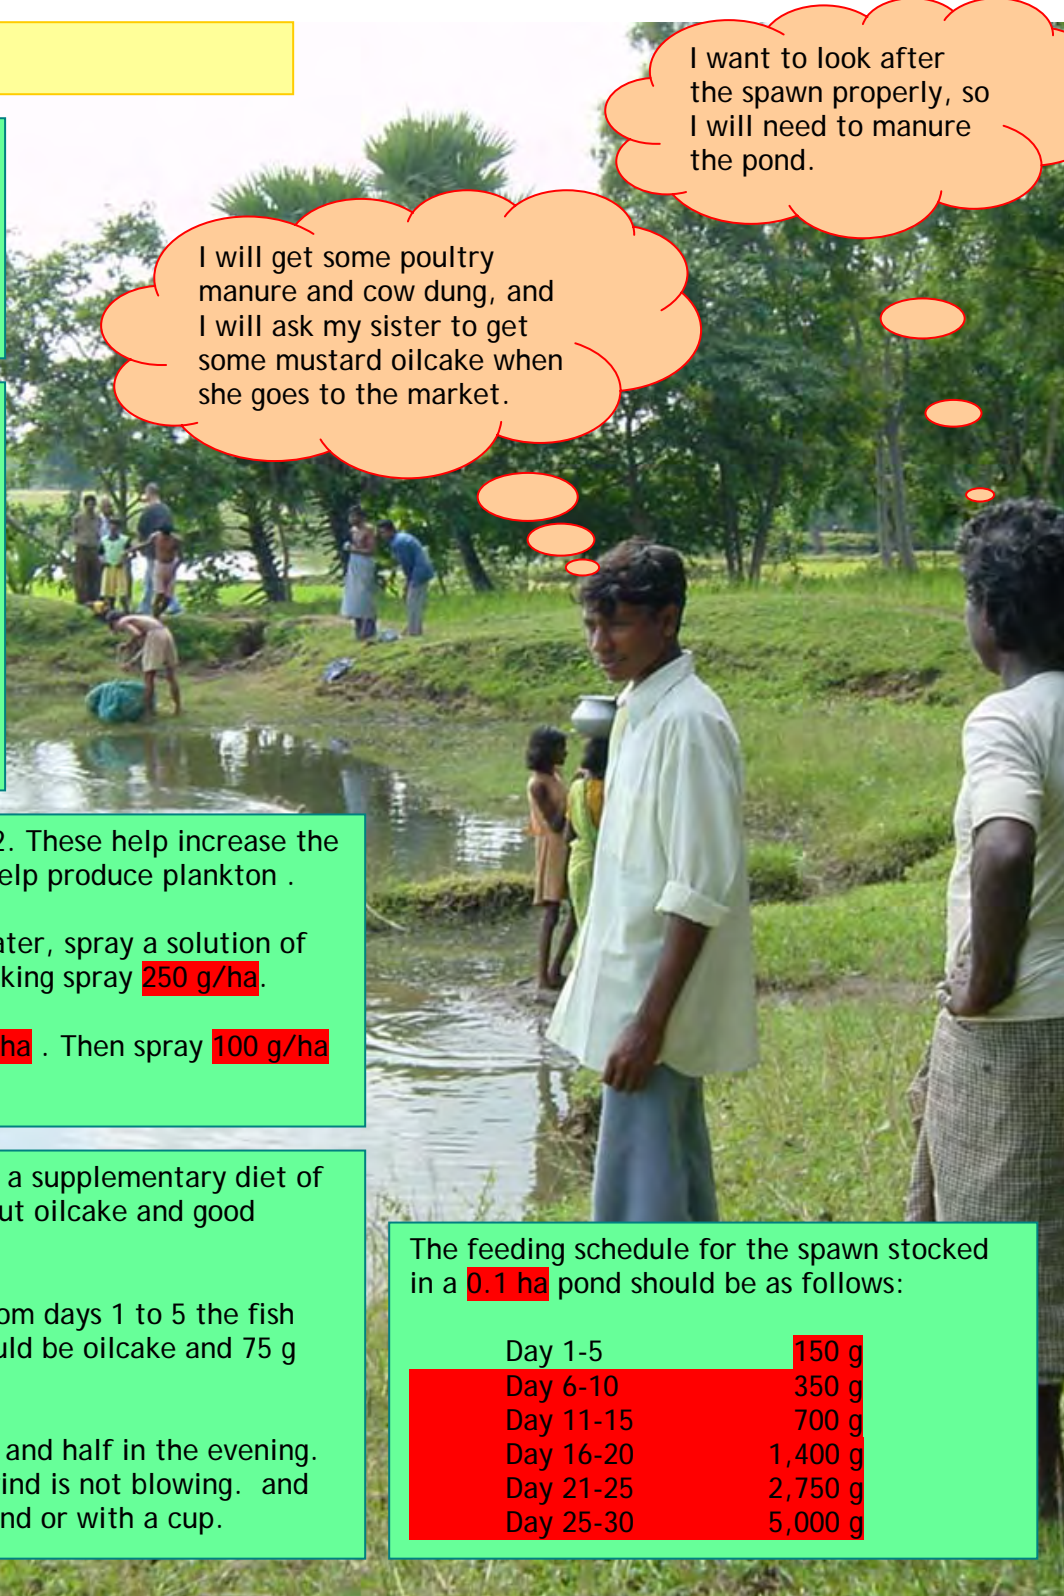 I want to look after
the spawn properly, so
I will need to manure
the pond.
I will get some poultry
manure and cow dung, and
I will ask my sister to get
some mustard oilcake when
she goes to the market.
2. These help increase the
elp produce plankton .
ater, spray a solution of
king spray 250 g/ha.
ha . Then spray 100 g/ha
a supplementary diet of
ut oilcake and good
om days 1 to 5 the fish
uld be oilcake and 75 g
and half in the evening.
ind is not blowing. and
nd or with a cup.
The feeding schedule for the spawn stocked
in a 0.1 ha pond should be as follows:
Day 1-5 150 g
Day 6-10 350 g
Day 11-15 700 g
Day 16-20 1,400 g
Day 21-25 2,750 g
Day 25-30 5,000 g